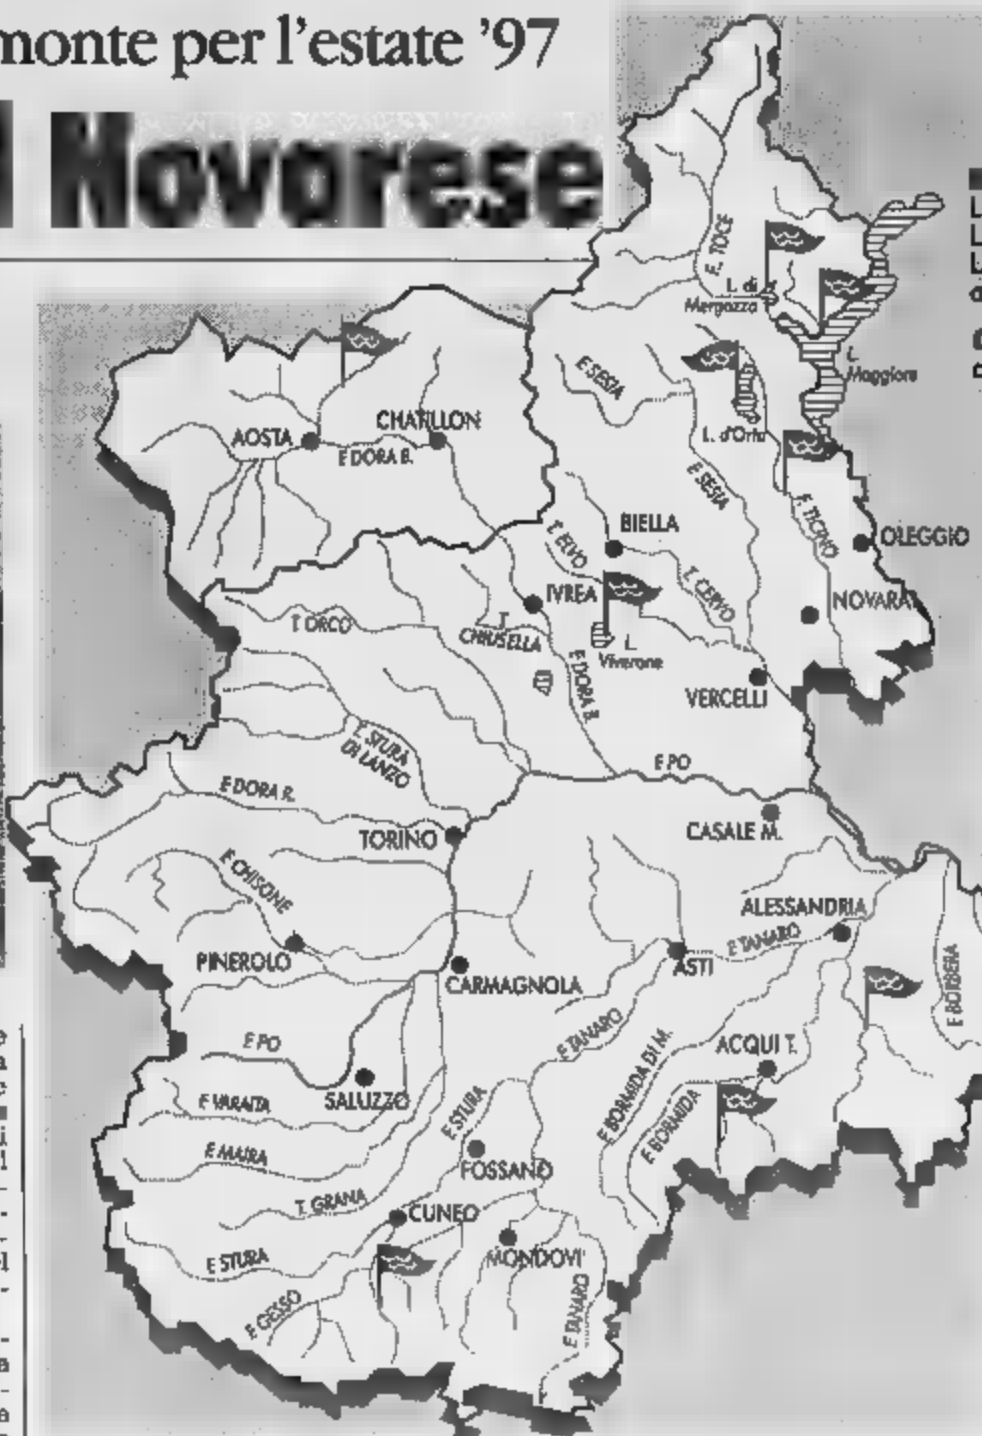 monte per l'estate '97
l Novarese
F. TOCE
L. di
Mergozzo
L.
Maggiore
F. SESIA
L. d'Orta
CHATILLON
AOSTA
F. DORA B.
F. SESIA
F. TICINO
BIELLA
OLEGGIO
T. ELVO
T. CERVO
IVREA
NOVARA
T. ORCO
T.
CHIUSELLA
L.
Viverone
F. DORA B.
VERCELLI
T. STURA
DI LANZO
F. PO
F. DORA R.
TORINO
CASALE M.
F. CHISONE
ALESSANDRIA
F. TANARO
PINEROLO
ASTI
CARMAGNOLA
F. BORBERA
F. TANARO
F. PO
F. BORMIDA DI M.
ACQUI T.
SALUZZO
F. VARAITA
F. STURA
F. BORMIDA
F. MAIRA
FOSSANO
T. GRANA
CUNEO
MONDOVI'
F. STURA
F. GESSO
F. TANARO